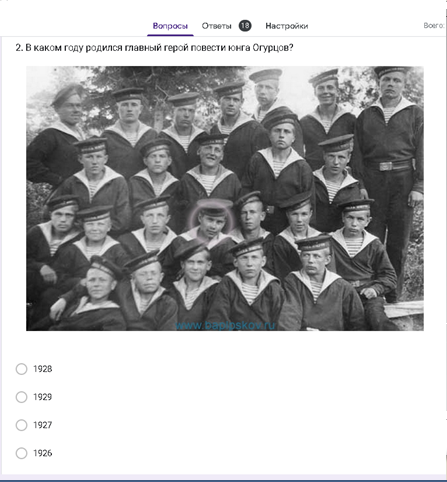 Вопросы Ответы 18 Настройки Всего:
2. В каком году родился главный герой повести юнга Огурцов?
1928
1929
1927
1926